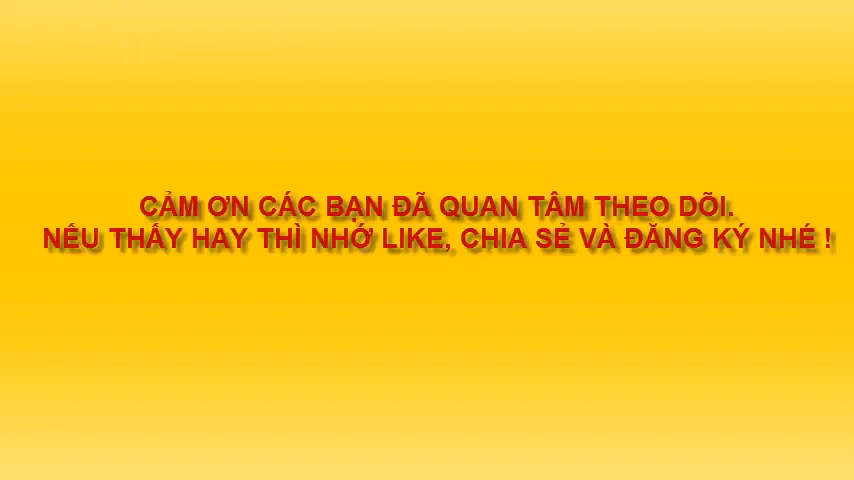 CẢM ƠN CÁC BẠN ĐÃ QUAN TÂM THEO DÕI.
NẾU THẤY HAY THÌ NHỚ LIKE, CHIA SẺ VÀ ĐĂNG KÝ NHÉ !